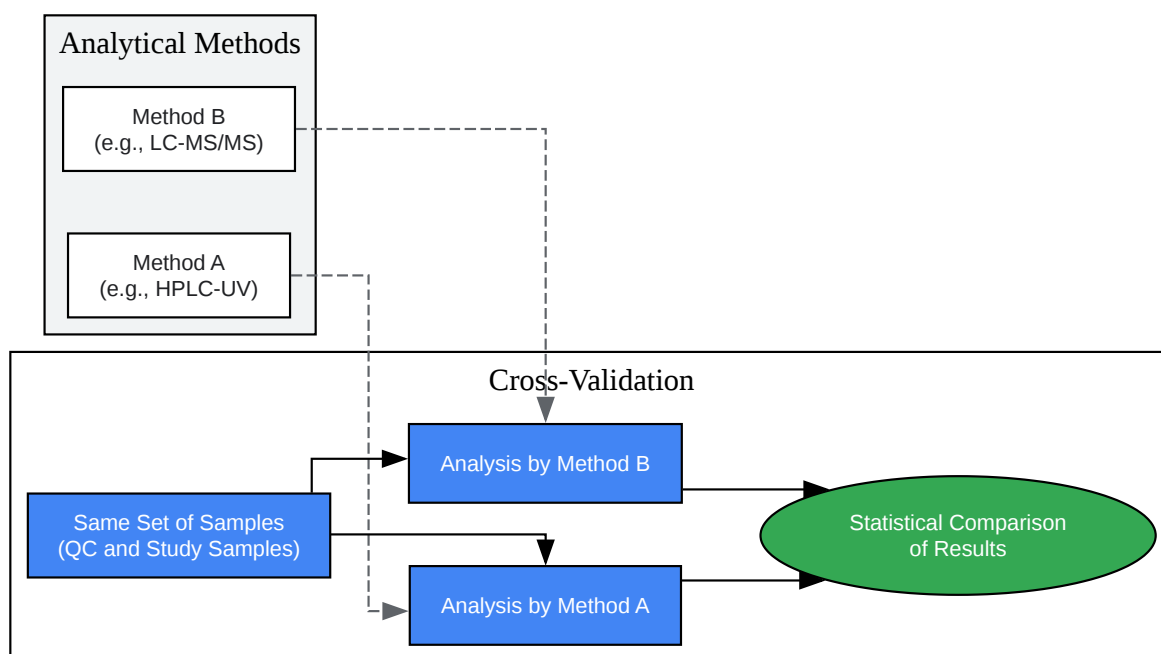 Analytical Methods
Method B
(e.g., LC-MS/MS)
Method A
(e.g., HPLC-UV)
Cross-Validation
Analysis by Method B
Same Set of Samples
(QC and Study Samples)
Statistical Comparison
of Results
Analysis by Method A